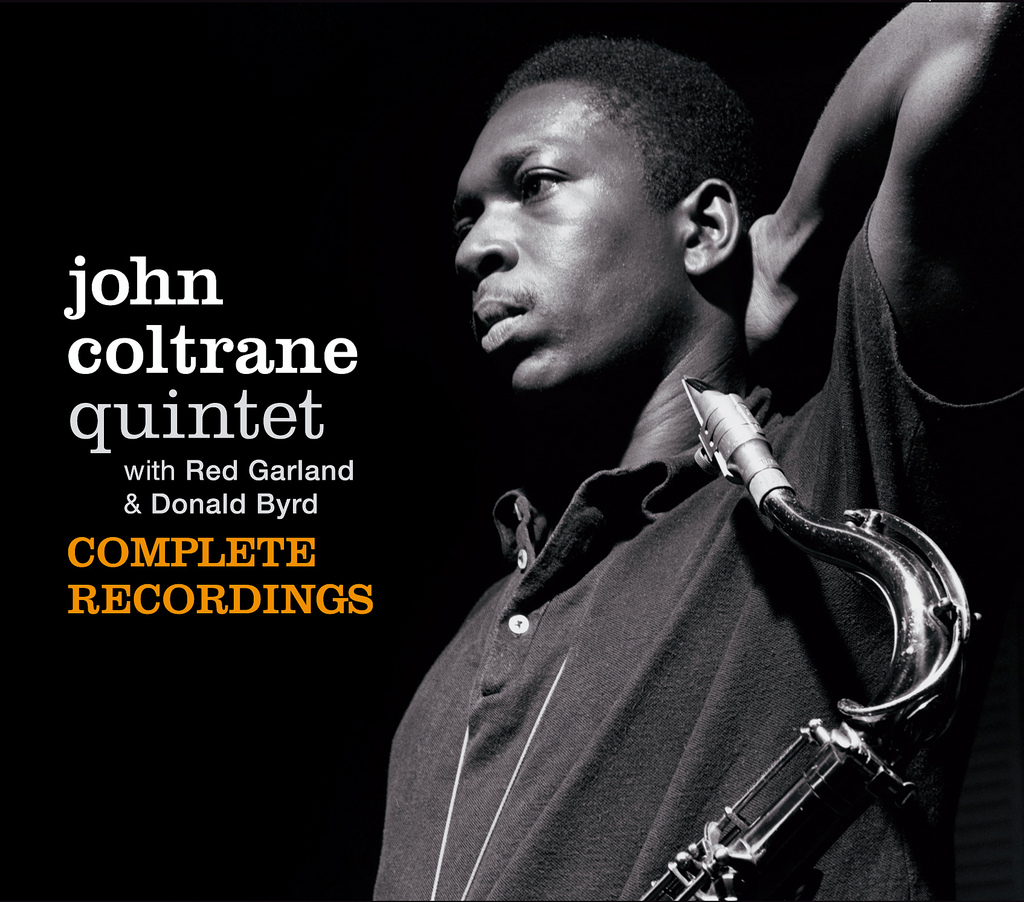 john
coltrane
quintet
with Red Garland
& Donald Byrd
COMPLETE
RECORDINGS